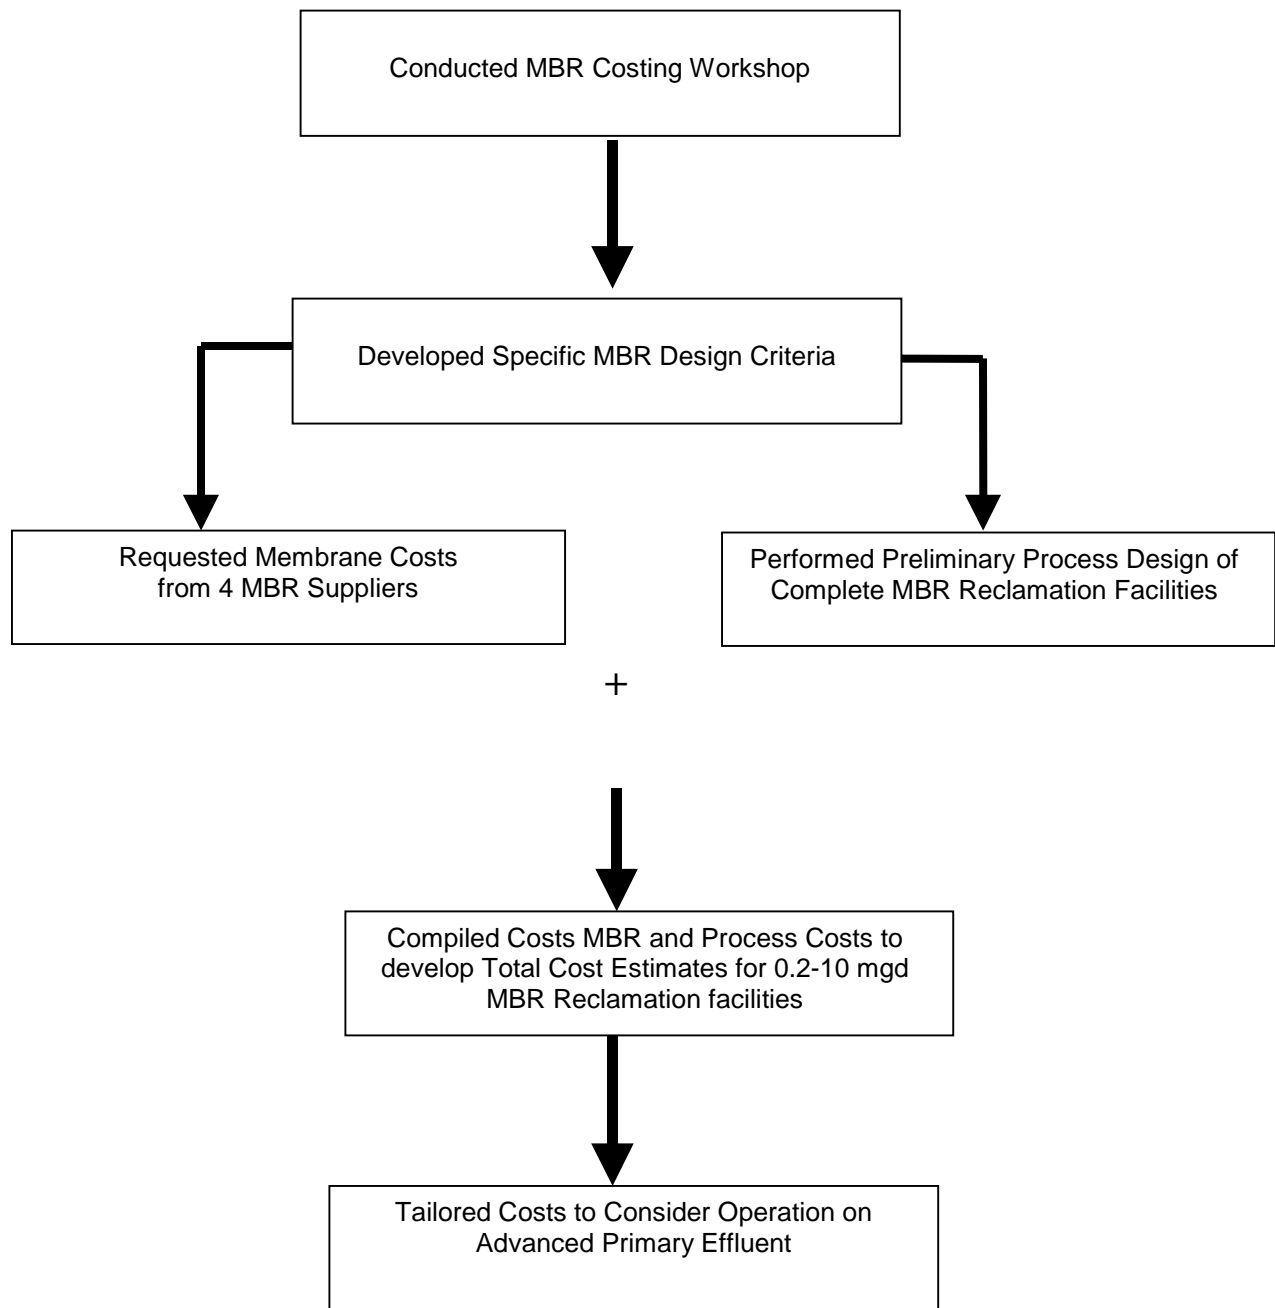 Conducted MBR Costing Workshop
Developed Specific MBR Design Criteria
Requested Membrane Costs
from 4 MBR Suppliers
Performed Preliminary Process Design of
Complete MBR Reclamation Facilities
+
Compiled Costs MBR and Process Costs to
develop Total Cost Estimates for 0.2-10 mgd
MBR Reclamation facilities
Tailored Costs to Consider Operation on
Advanced Primary Effluent